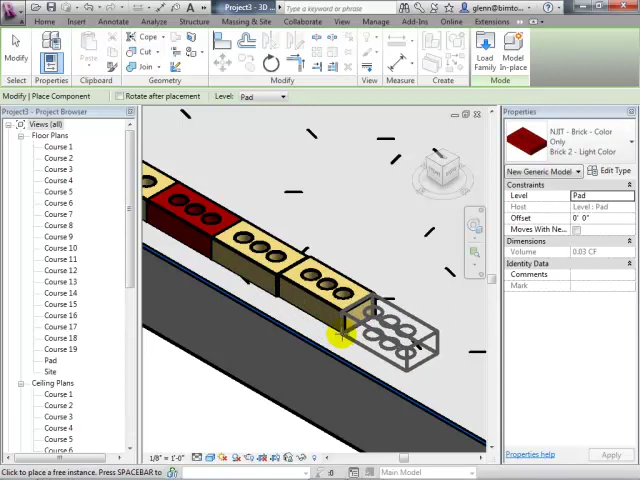 Project3 - 3D ...
Type a keyword or phrase
glenn@bimto...
Home
Insert
Annotate
Analyze
Structure
Massing & Site
Collaborate
View
Manage
Add-Ins
Online
Extensions
Modify
Cope
Cut
Join
Load Family
Model In-place
Select
Properties
Clipboard
Geometry
Modify
View
Measure
Create
Mode
Modify | Place Component
Rotate after placement
Level:
Pad
Project3 - Project Browser
Views (all)
Floor Plans
Course 1
Course 2
Course 3
Course 4
Course 5
Course 6
Course 7
Course 8
Course 9
Course 10
Course 11
Course 12
Course 13
Course 14
Course 15
Course 16
Course 17
Course 18
Course 19
Pad
Site
Ceiling Plans
Course 1
Course 2
Course 3
Course 4
Course 5
Course 6
Properties
NJIT - Brick - Color Only
Brick 2 - Light Color
New Generic Model
Edit Type
Constraints
Level
Pad
Host
Level : Pad
Offset
0' 0"
Moves With Ne...
Dimensions
Volume
0.03 CF
Identity Data
Comments
Mark
Properties help
Apply
1/8" = 1'-0"
Click to place a free instance. Press SPACEBAR to
:0
Main Model